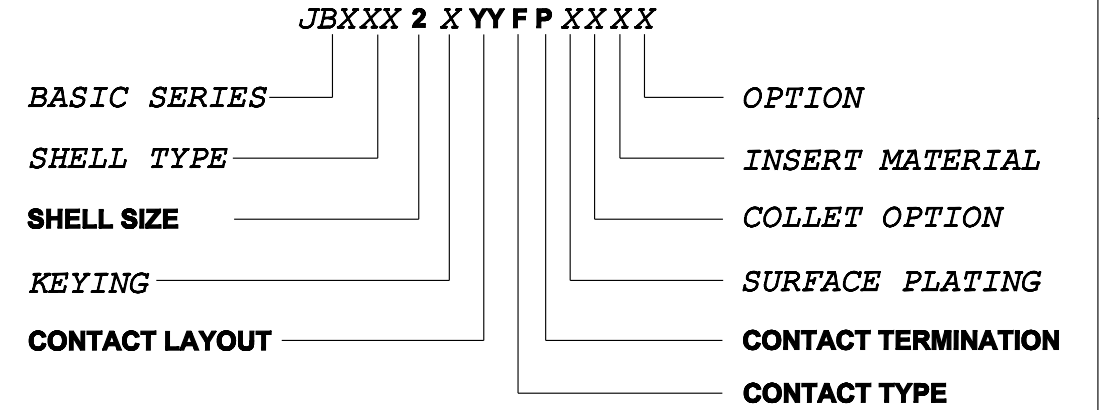 JBXXX 2 X YY F P XXXX
BASIC SERIES
OPTION
SHELL TYPE
INSERT MATERIAL
SHELL SIZE
COLLET OPTION
KEYING
SURFACE PLATING
CONTACT LAYOUT
CONTACT TERMINATION
CONTACT TYPE